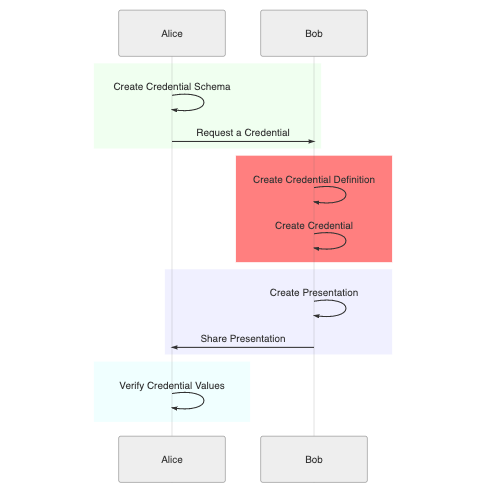 Alice
Bob
Create Credential Schema
Request a Credential
Create Credential Definition
Create Credential
Create Presentation
Share Presentation
Verify Credential Values
Alice
Bob